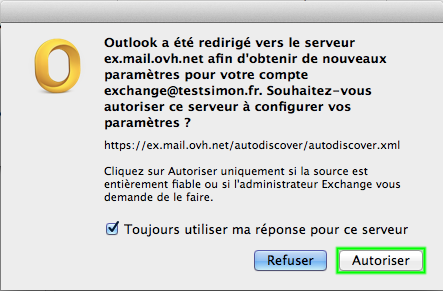 Outlook a été redirigé vers le serveur
ex.mail.ovh.net afin d'obtenir de nouveaux
paramètres pour votre compte
exchange@testsimon.fr. Souhaitez-vous
autoriser ce serveur à configurer vos
paramètres ?
https://ex.mail.ovh.net/autodiscover/autodiscover.xml
Cliquez sur Autoriser uniquement si la source est
entièrement fiable ou si l'administrateur Exchange vous
demande de le faire.
Toujours utiliser ma réponse pour ce serveur
Refuser Autoriser